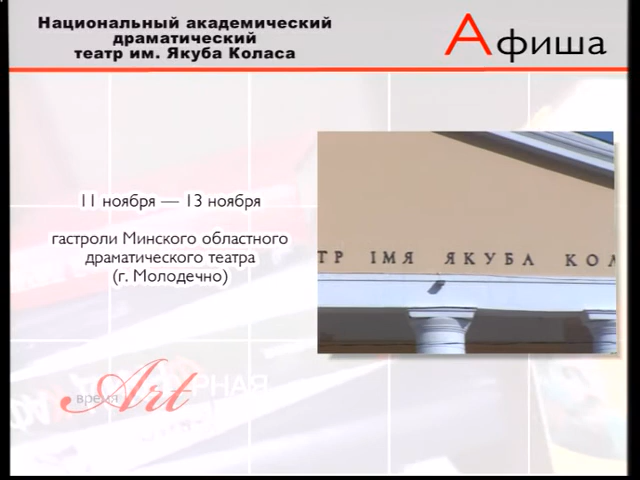 Национальный академический
драматический
театр им. Якуба Коласа
Афиша
11 ноября — 13 ноября
гастроли Минского областного
драматического театра
(г. Молодечно)
ТР ІМЯ ЯКУБА КОЛ
время Art